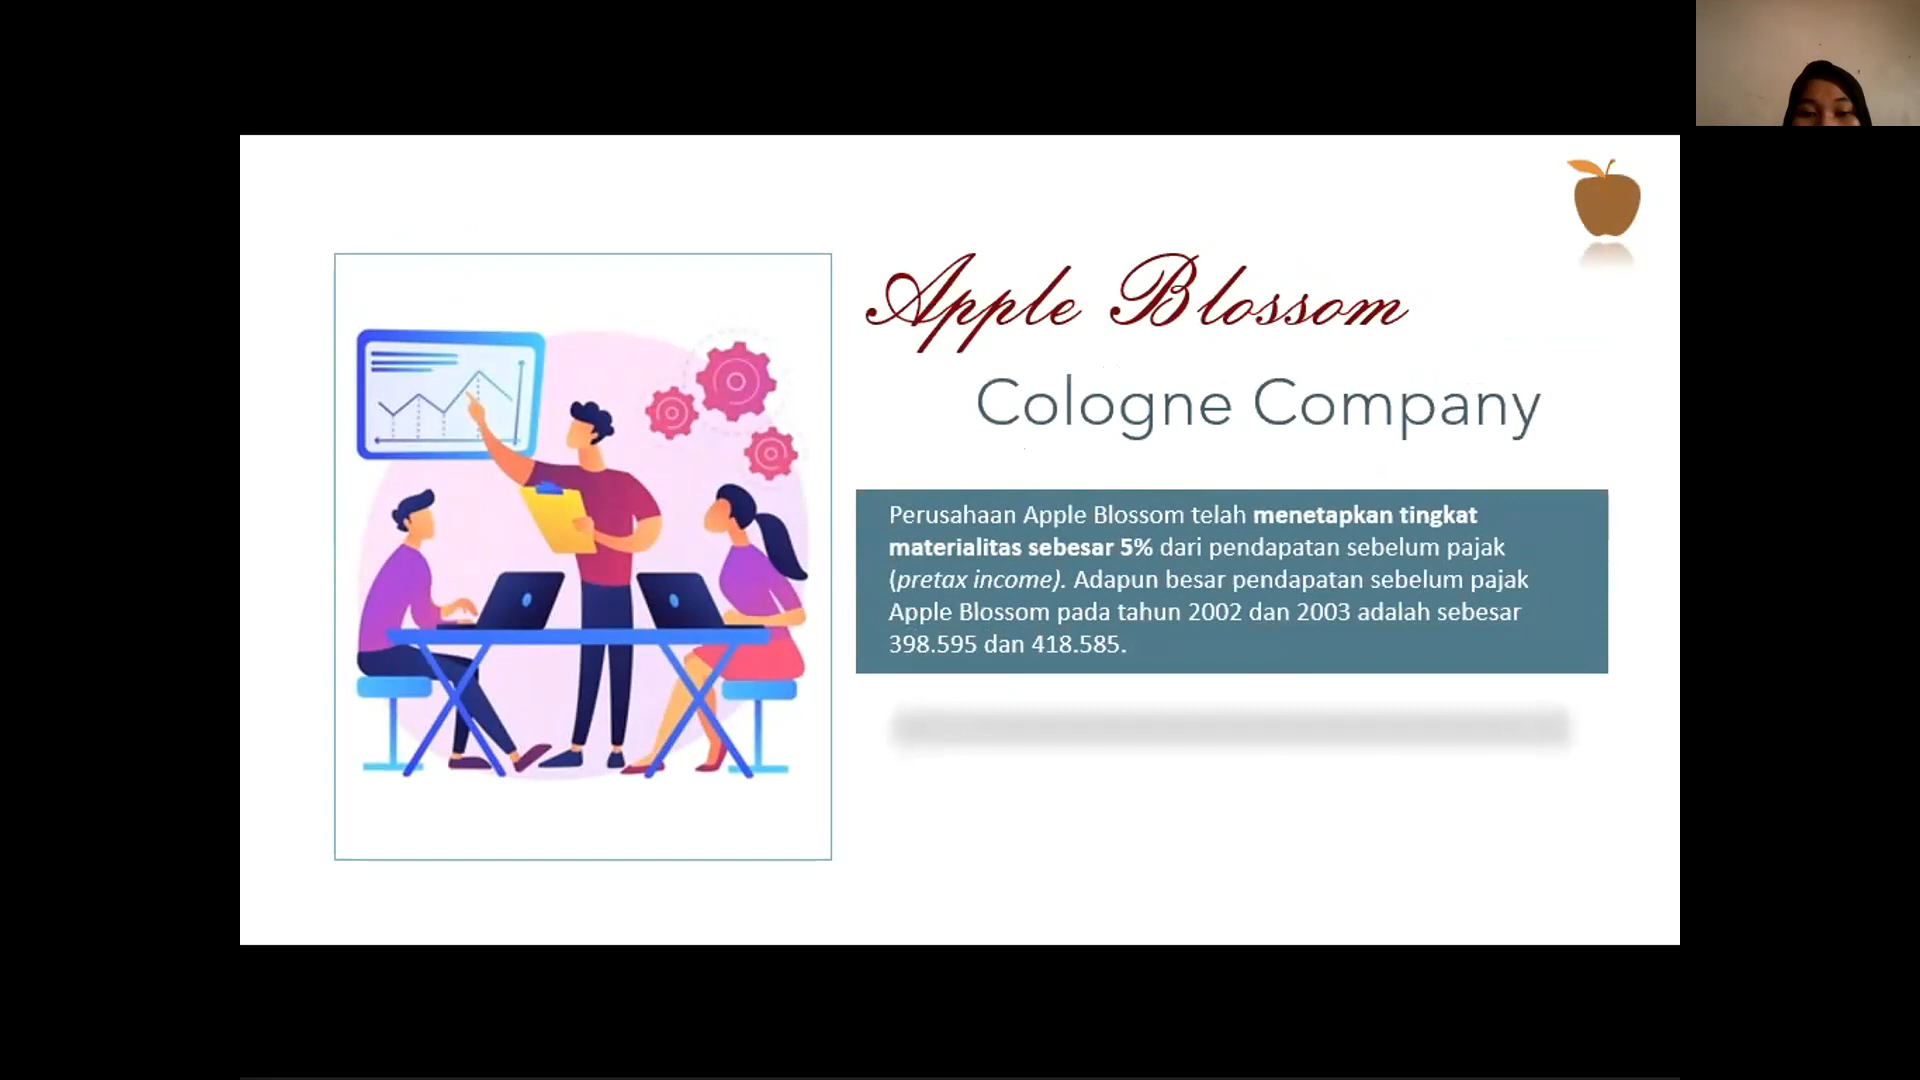 Apple Blossom
Cologne Company
Perusahaan Apple Blossom telah menetapkan tingkat
materialitas sebesar 5% dari pendapatan sebelum pajak
(pretax income). Adapun besar pendapatan sebelum pajak
Apple Blossom pada tahun 2002 dan 2003 adalah sebesar
398.595 dan 418.585.